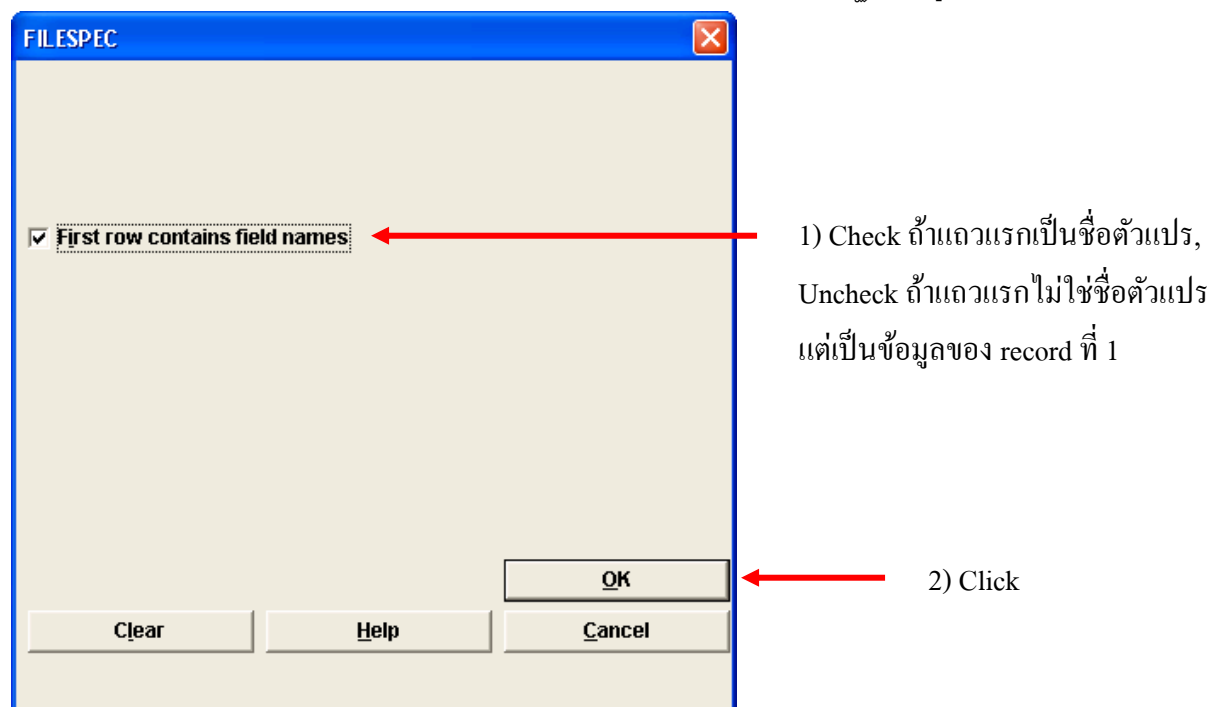 FILESPEC
First row contains field names
1) Check ถ้าแถวแรกเป็นชื่อตัวแปร,
Uncheck ถ้าแถวแรกไม่ใช่ชื่อตัวแปร
แต่เป็นข้อมูลของ record ที่ 1
OK
2) Click
Clear
Help
Cancel